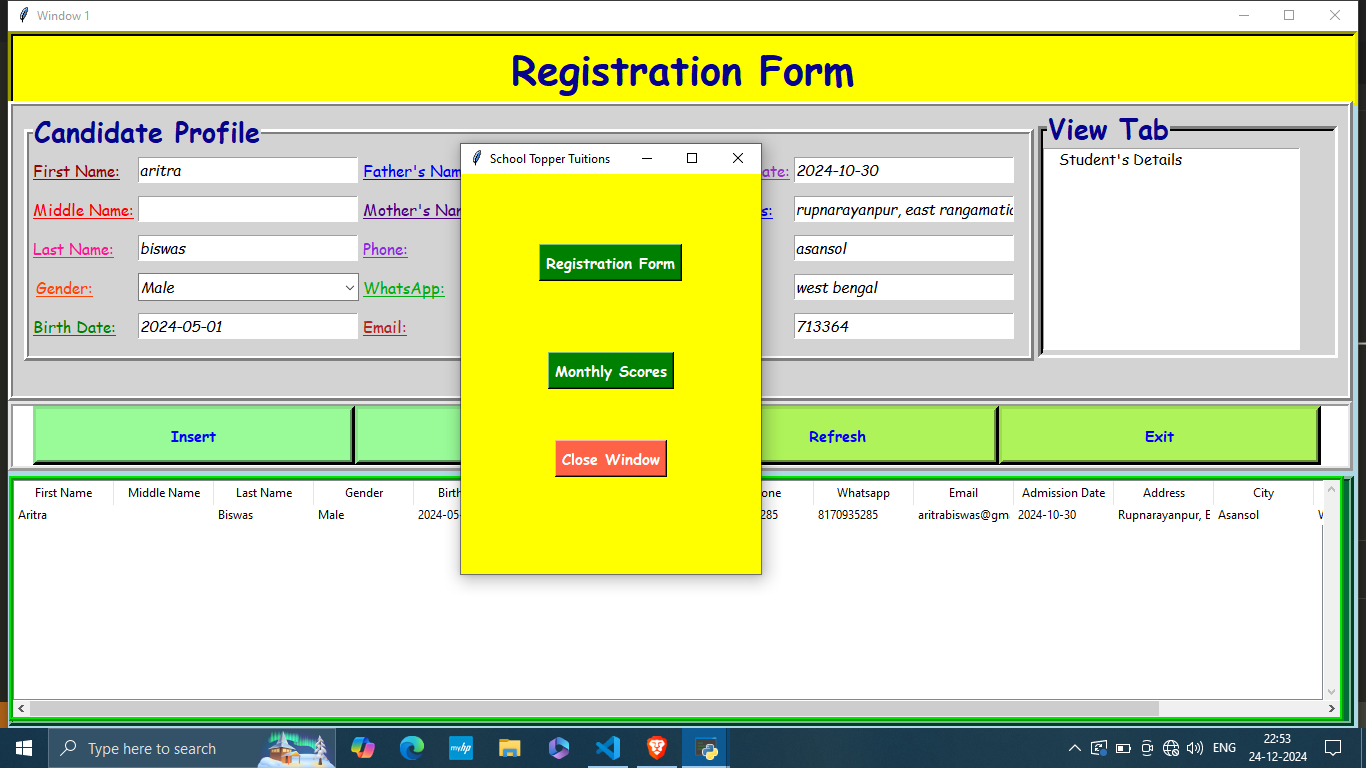 Window 1
Registration Form
Candidate Profile
View Tab
School Topper Tuitions
First Name: aritra Father's Nam ate: 2024-10-30
Student's Details
Middle Name: Mother's Nam s: rupnarayanpur, east rangamatic
Last Name: biswas Phone: asansol
Registration Form
Gender: Male WhatsApp: west bengal
Birth Date: 2024-05-01 Email: 713364
Monthly Scores
Insert Refresh Exit
Close Window
First Name Middle Name Last Name Gender Birth one Whatsapp Email Admission Date Address City
Aritra Biswas Male 2024-05 285 8170935285 aritrabiswas@gm 2024-10-30 Rupnarayanpur, E Asansol
Type here to search
myhp
ENG
22:53
24-12-2024